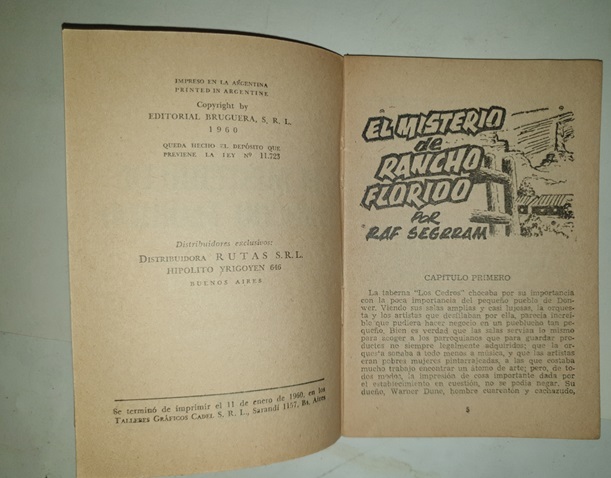 IMPRESO EN LA ARGENTINA
PRINTED IN ARGENTINE
Copyright by
EDITORIAL BRUGUERA, S. R. L.
1960
QUEDA HECHO EL DEPÓSITO QUE
PREVIENE LA LEY Nº 11.723
Distribuidores exclusivos:
DISTRIBUIDORA RUTAS S.R.L.
HIPÓLITO YRIGOYEN 646
BUENOS AIRES
Se terminó de imprimir el 11 de enero de 1960, en los
TALLERES GRÁFICOS CADEL S. R. L., Sarandí 1157, Bs. Aires
EL MISTERIO
de
RANCHO
FLORIDO
POR
RAF SEGRRAM
CAPITULO PRIMERO
La taberna "Los Cedros" chocaba por su importancia
con la poca importancia del pequeño pueblo de
Viendo sus salas amplias y casi lujosas, la orques-
ta y los artistas que desfilaban por ella, parecía increí-
ble que pudiera hacer negocio en un pueblucho tan pe-
queño. Bien es verdad que las salas servían lo mismo
para acoger a los parroquianos que para guardar pro-
ductos no siempre legalmente adquiridos; que la or-
questa sonaba a todo menos a música, y que las artistas
eran pobres mujeres pintarrajeadas, a las que costaba
mucho trabajo encontrar un átomo de arte; pero, de to-
dos modos, la impresión de casa importante dada por
el establecimiento en cuestión, no se podía negar. Su
dueño, Warner Dune, hombre cuarentón y cachazudo,
5